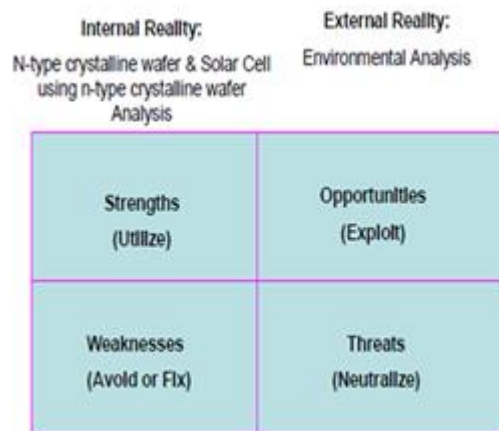 Internal Reality:
N-type crystalline wafer & Solar Cell
using n-type crystalline wafer
Analysis
External Reality:
Environmental Analysis
Strengths
(Utilize)
Opportunities
(Exploit)
Weaknesses
(Avoid or Fix)
Threats
(Neutralize)